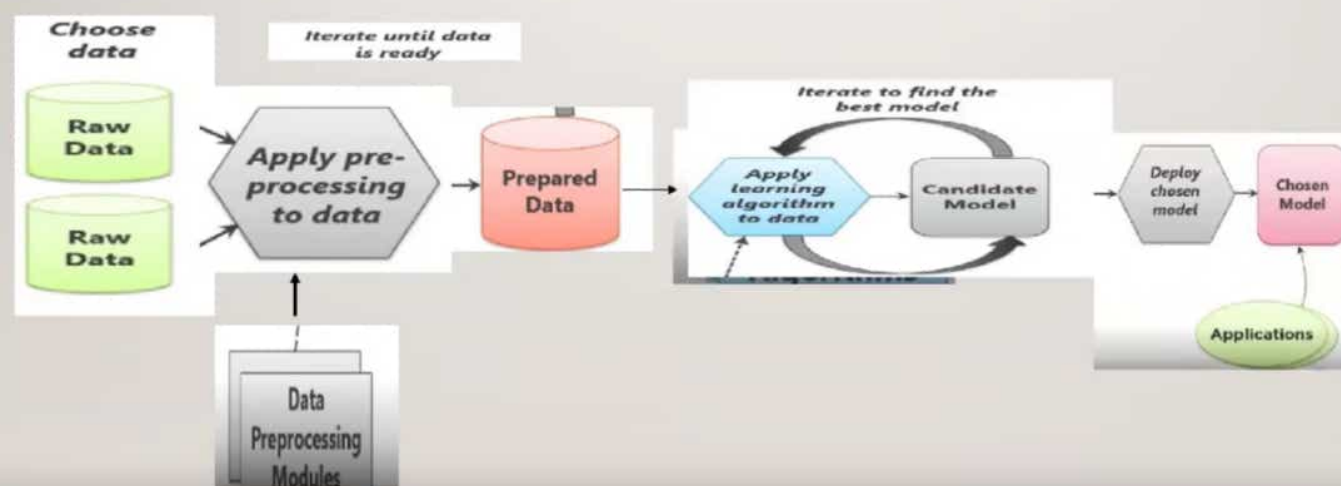 Choose
data
Raw
Data
Raw
Data
Iterate until data
is ready
Apply pre-
processing
to data
Data
Preprocessing
Modules
Prepared
Data
Iterate to find the
best model
Apply
learning
algorithm
to data
Candidate
Model
Deploy
chosen
model
Chosen
Model
Applications